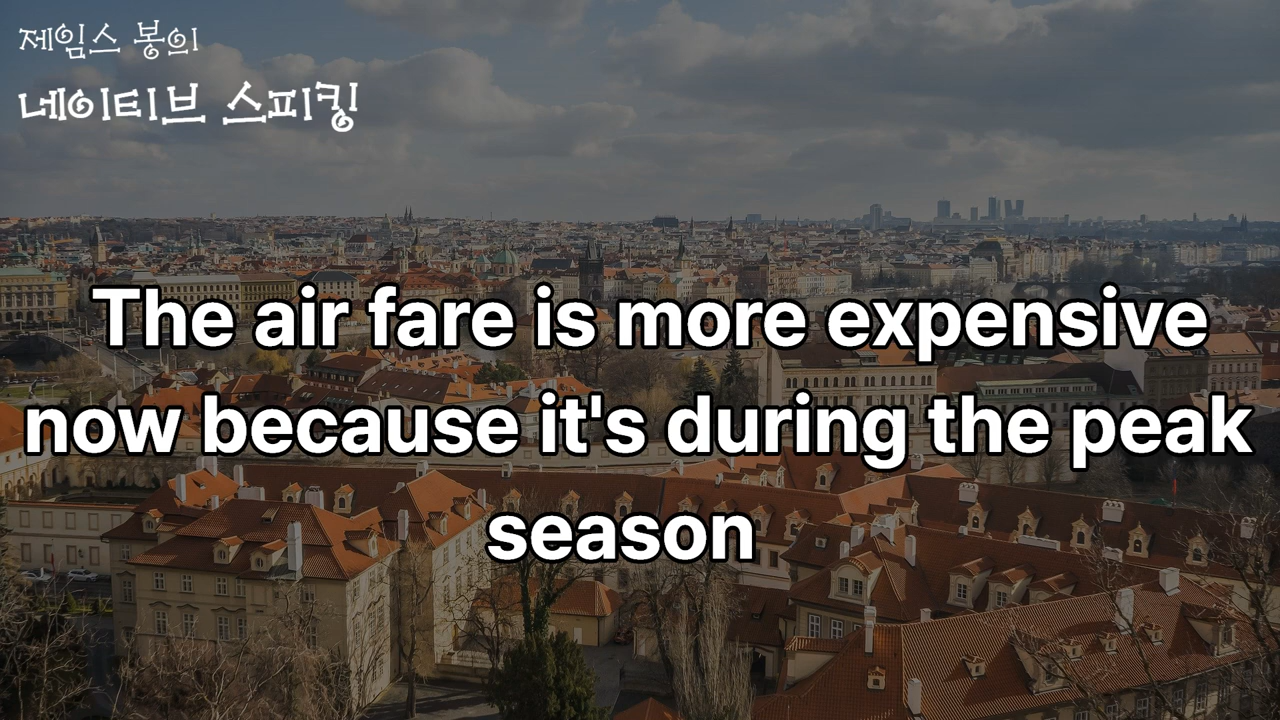 제임스 봉의
네이티브 스피킹
The air fare is more expensive
now because it's during the peak
season